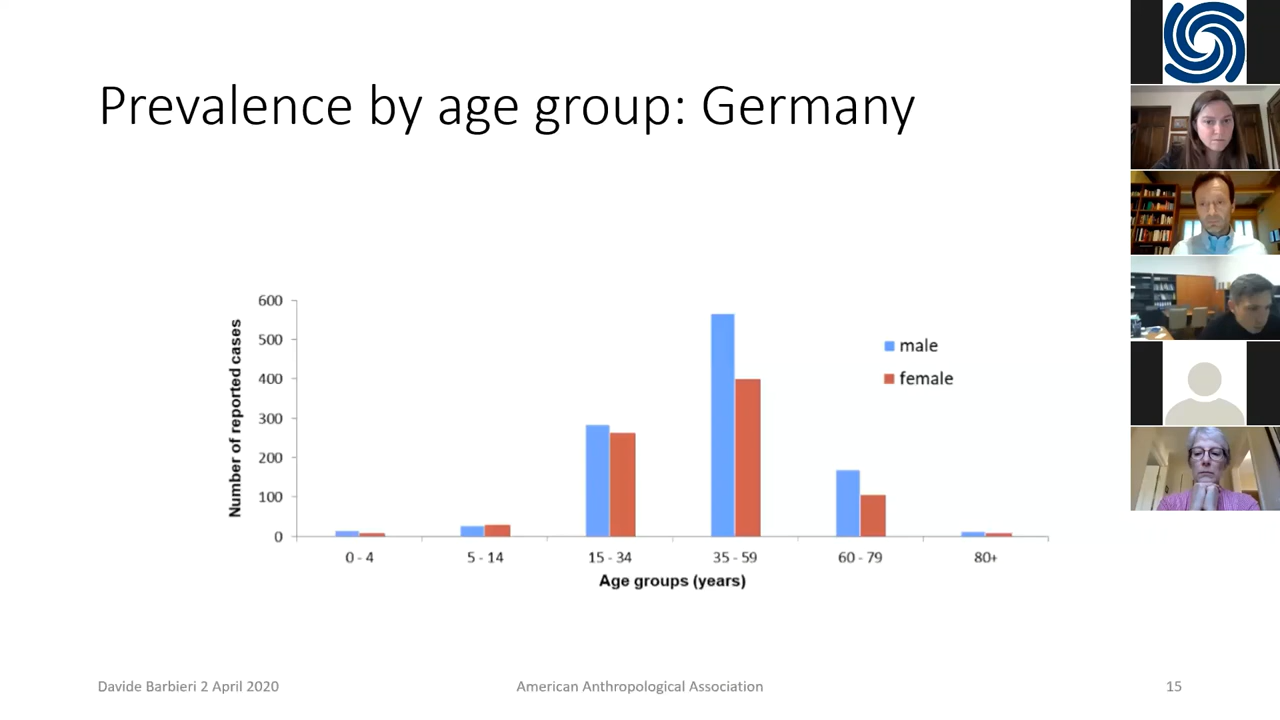 Prevalence by age group: Germany
Number of reported cases
600
500
400
300
200
100
0
male
female
0 - 4
5 - 14
15 - 34
35 - 59
60 - 79
80+
Age groups (years)
Davide Barbieri 2 April 2020
American Anthropological Association
15